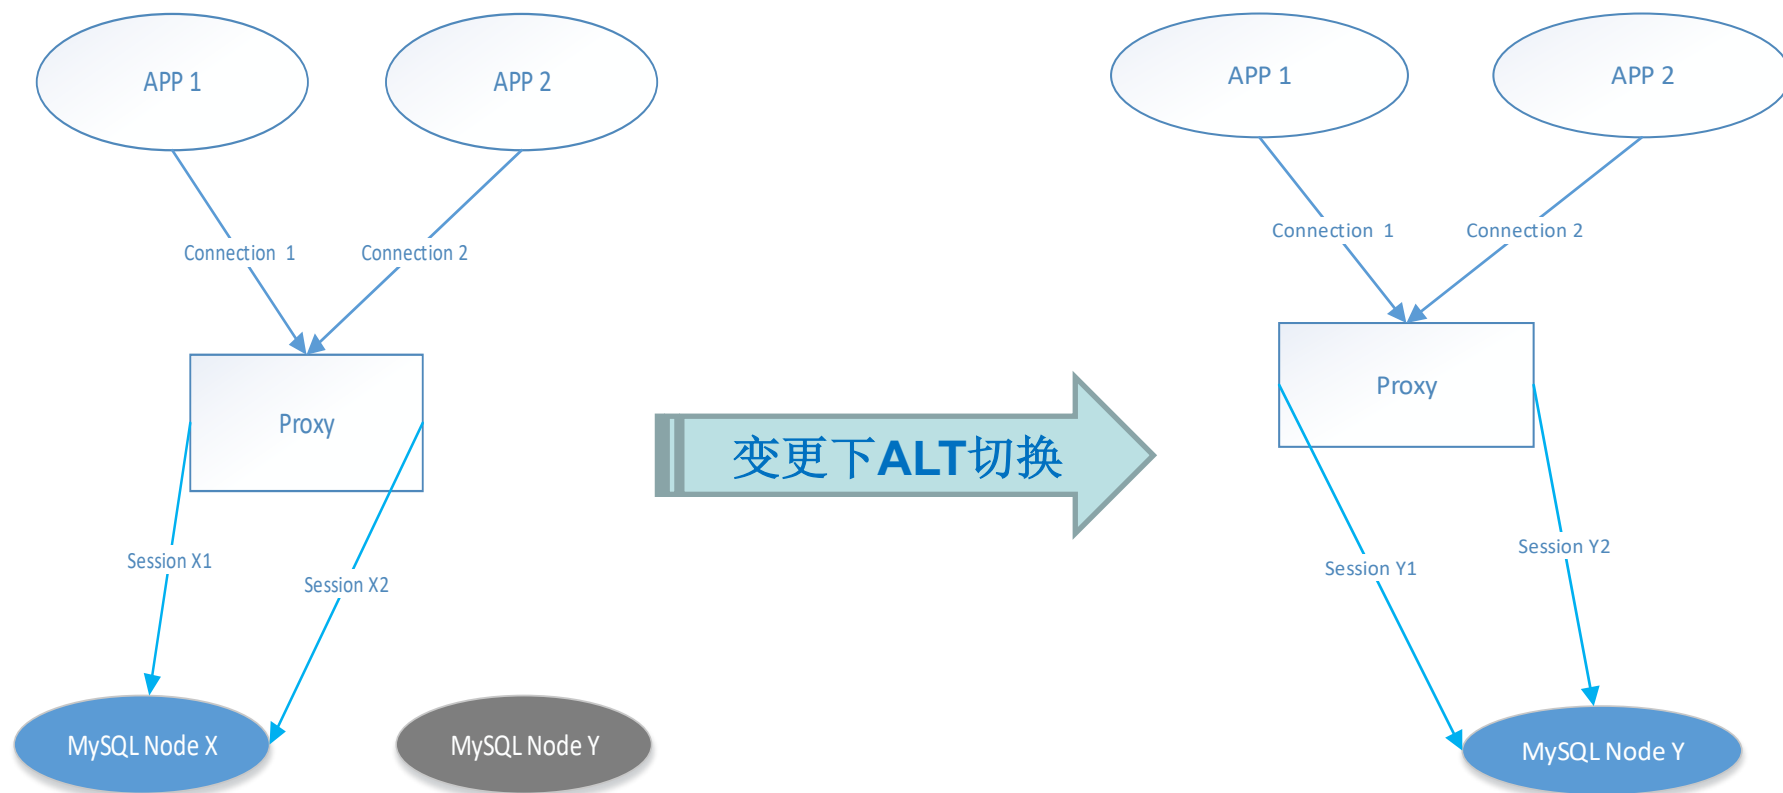 APP 1
APP 2
Connection 1
Connection 2
Proxy
Session X1
Session X2
MySQL Node X
MySQL Node Y
变更下ALT切换
APP 1
APP 2
Connection 1
Connection 2
Proxy
Session Y1
Session Y2
MySQL Node Y